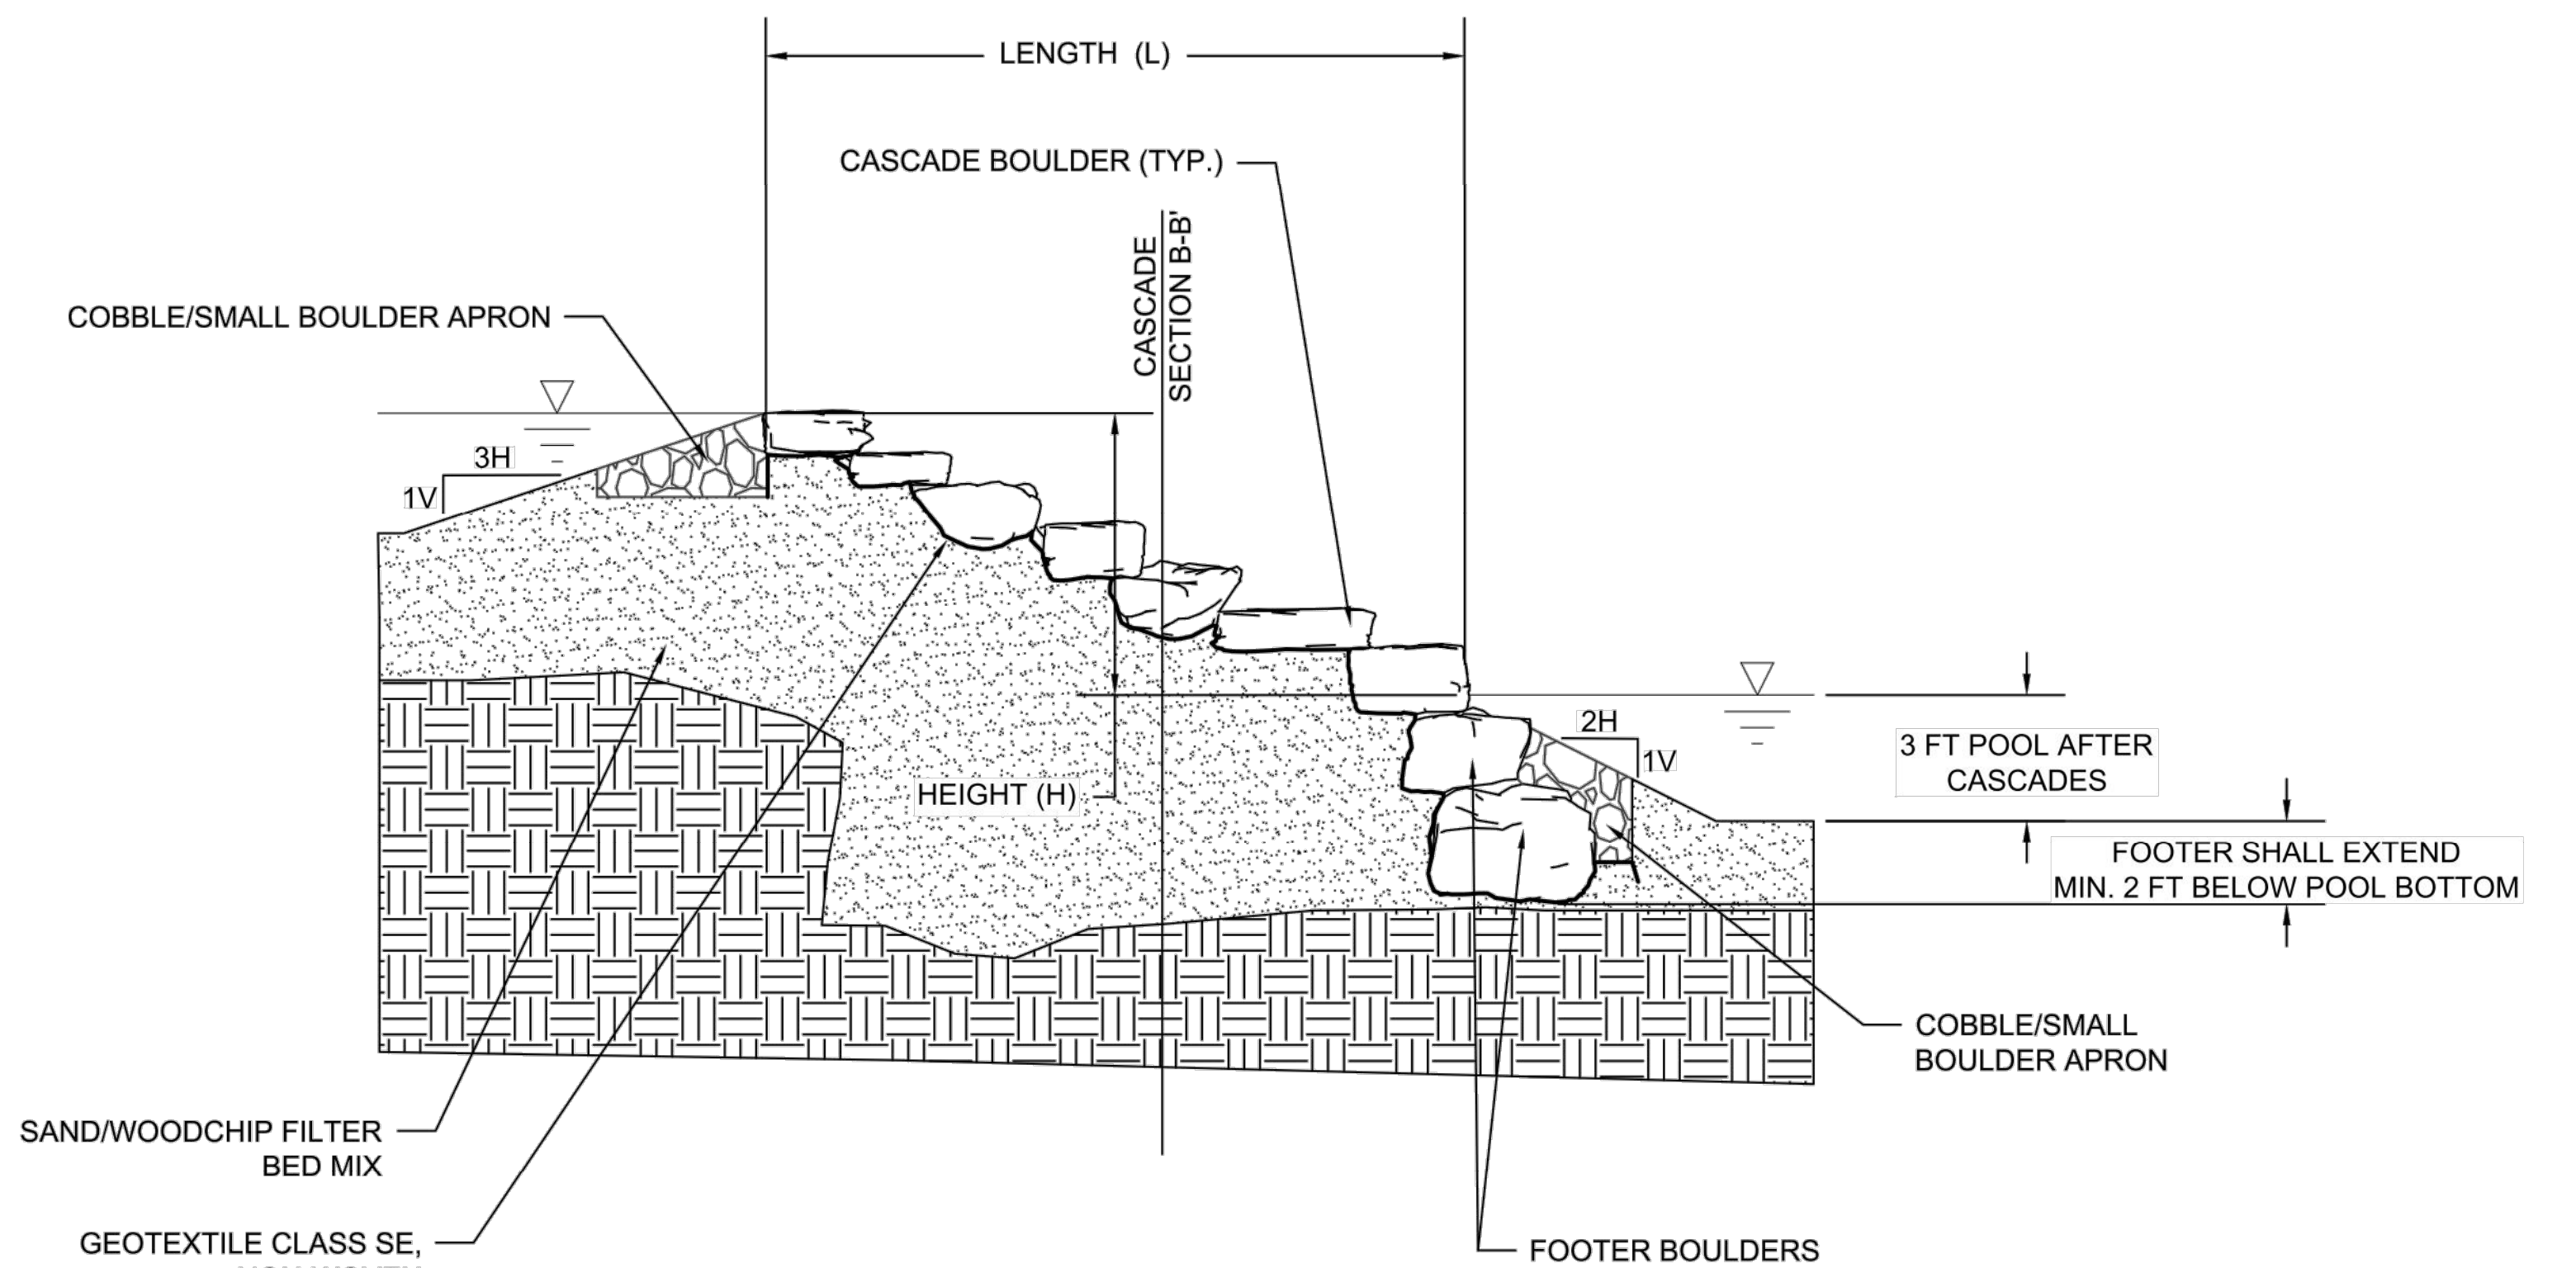 LENGTH (L)
CASCADE BOULDER (TYP.)
CASCADE
SECTION B-B'
COBBLE/SMALL BOULDER APRON
3H
1V
2H
1V
HEIGHT (H)
3 FT POOL AFTER
CASCADES
FOOTER SHALL EXTEND
MIN. 2 FT BELOW POOL BOTTOM
COBBLE/SMALL
BOULDER APRON
SAND/WOODCHIP FILTER
BED MIX
GEOTEXTILE CLASS SE,
FOOTER BOULDERS